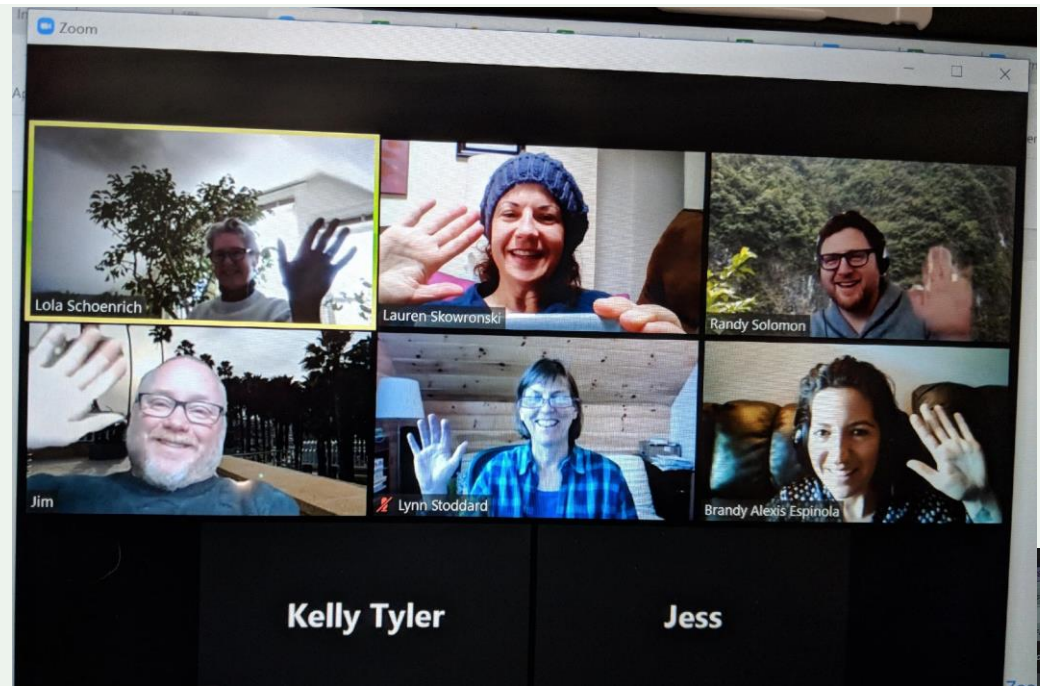 Zoom
Lola Schoenrich
Lauren Skowronski
Randy Solomon
Jim
Lynn Stoddard
Brandy Alexis Espinola
Kelly Tyler
Jess